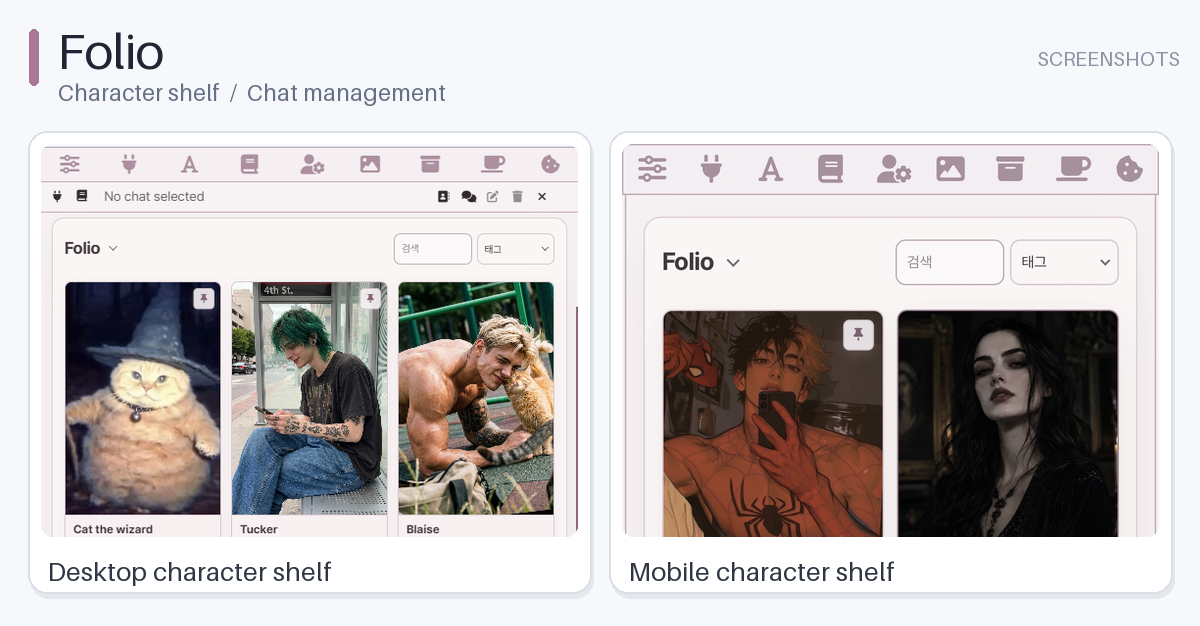 Folio
Character shelf / Chat management
SCREENSHOTS
No chat selected
Folio
검색
태그
4th St.
Cat the wizard
Tucker
Blaise
Desktop character shelf
Folio
검색
태그
Mobile character shelf